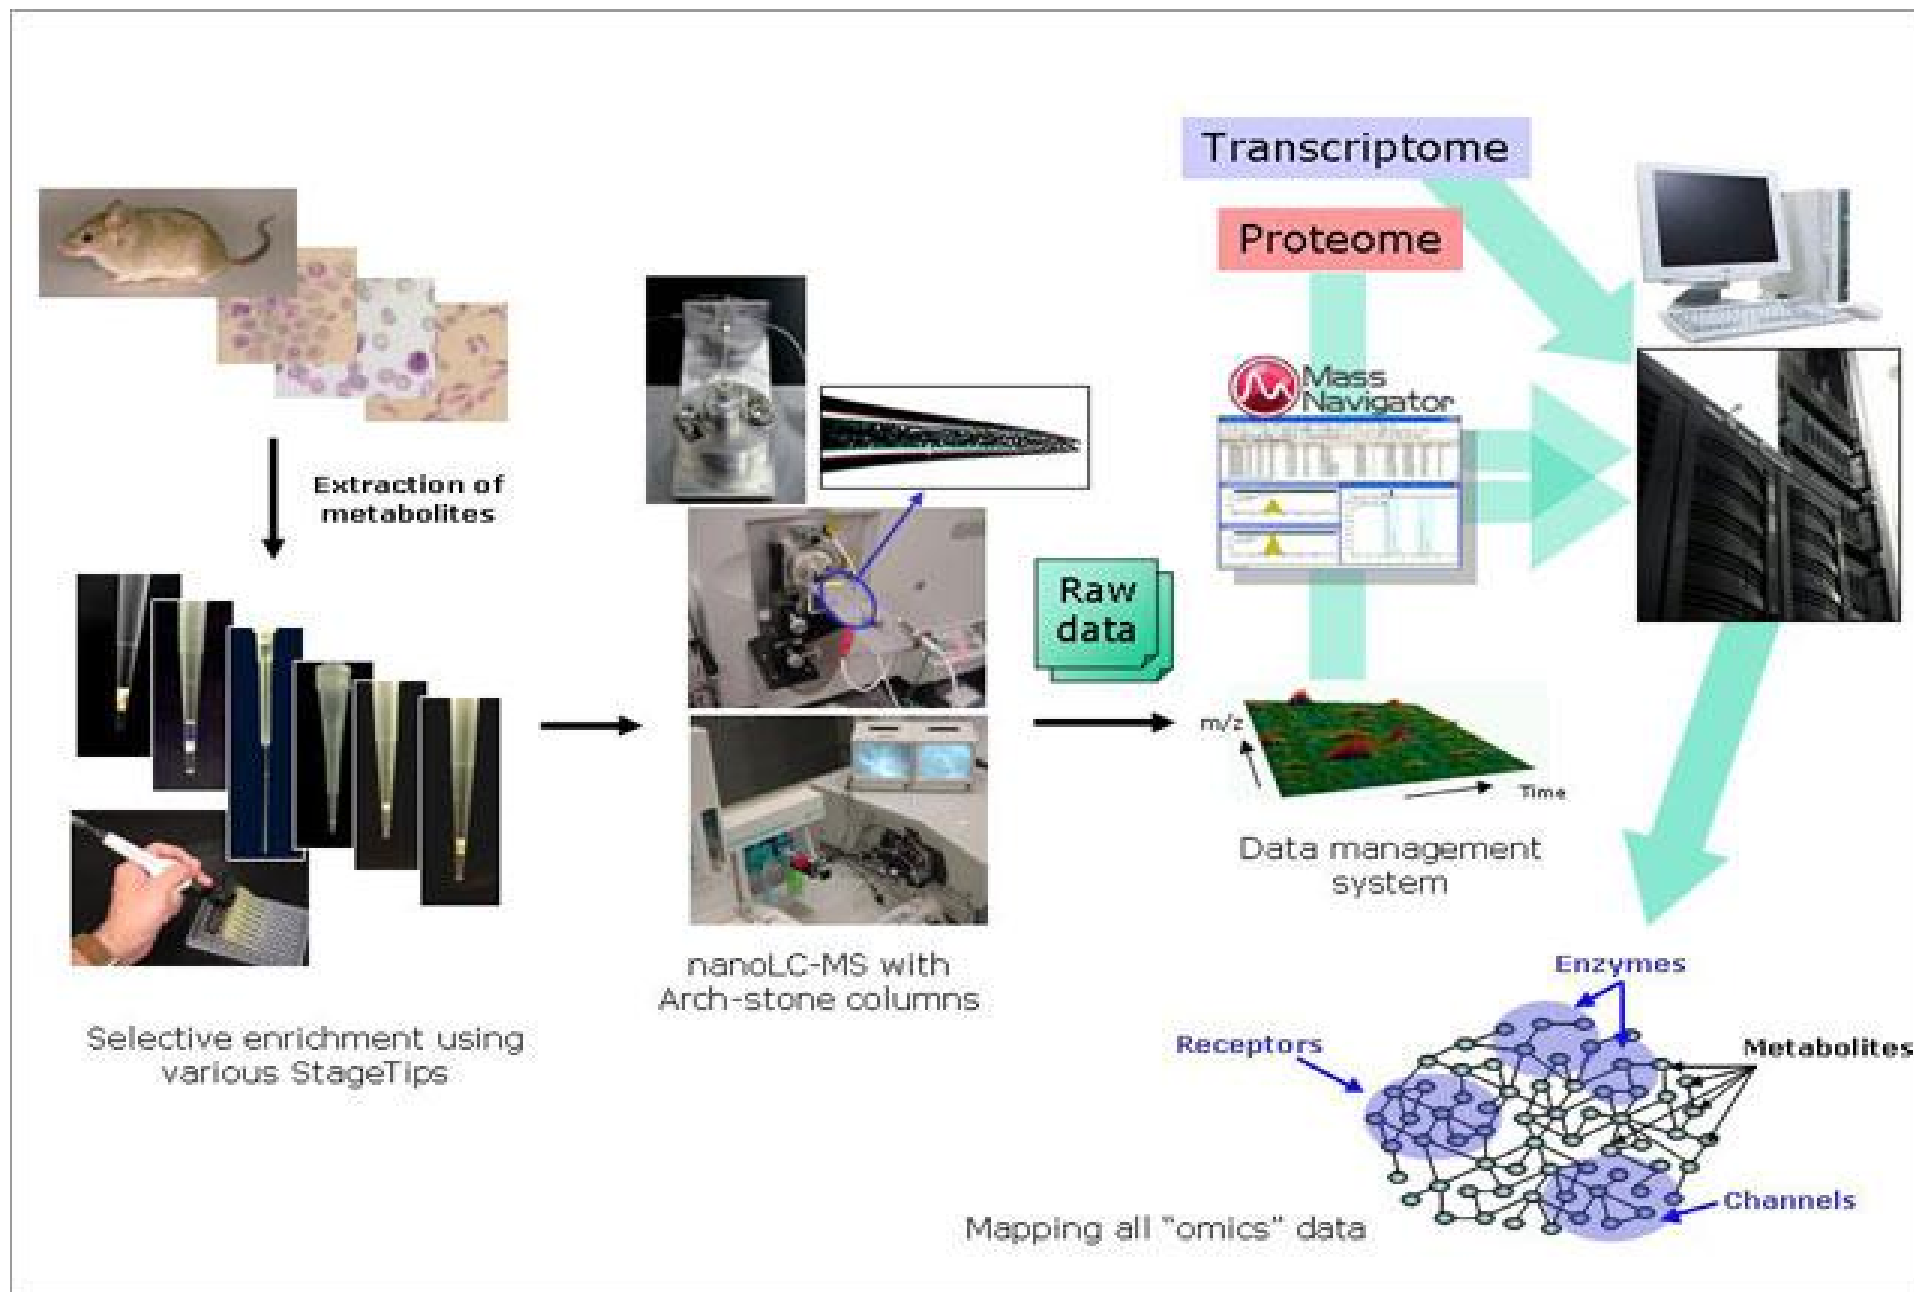 Transcriptome
Proteome
Mass
Navigator
Extraction of
metabolites
Raw
data
m/z
Time
Data management
system
nanoLC-MS with
Arch-stone columns
Selective enrichment using
various StageTips
Enzymes
Receptors
Metabolites
Channels
Mapping all “omics” data